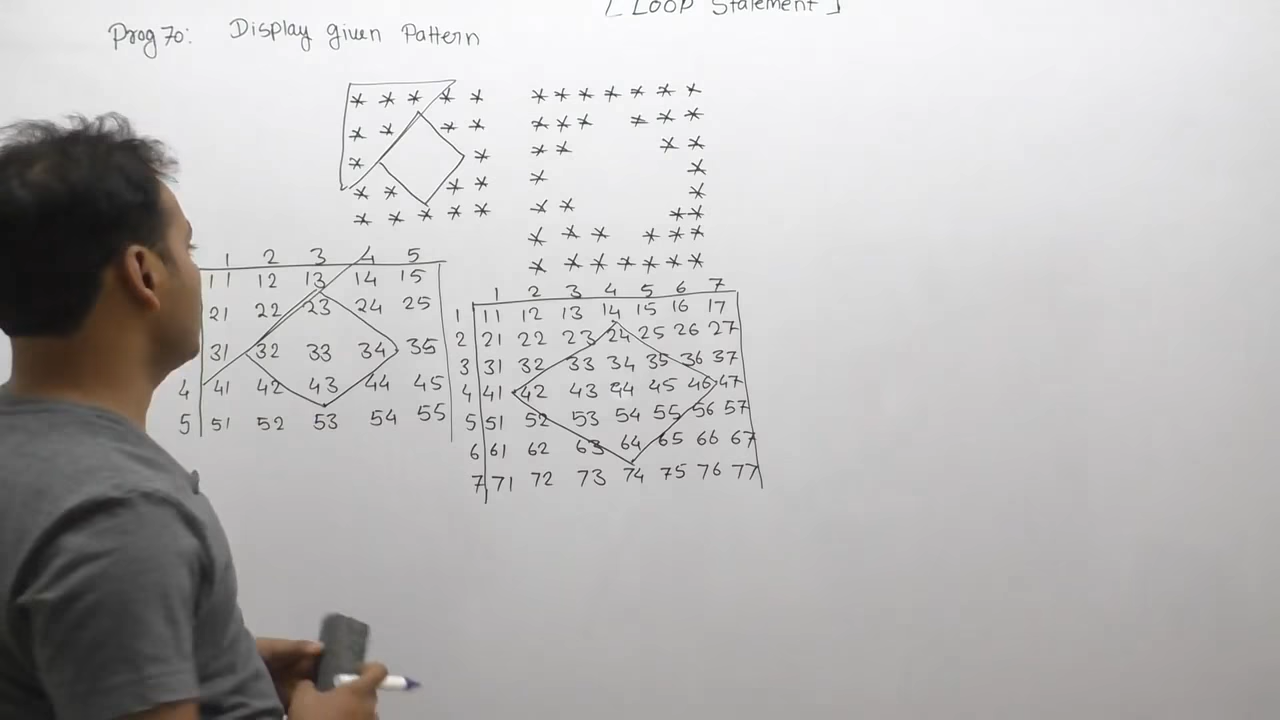 [ LOOP Statement ]
Prog 70: Display given Pattern
* * * * * * * * * * * *
* * * * * * * * * *
* * * * * *
* * * * *
* * * * * *
* * * * *
* * * * * *
* * * * * * *
1 2 3 4 5
11 12 13 14 15
21 22 23 24 25
31 32 33 34 35
4 41 42 43 44 45
5 51 52 53 54 55
1 2 3 4 5 6 7
1 11 12 13 14 15 16 17
2 21 22 23 24 25 26 27
3 31 32 33 34 35 36 37
4 41 42 43 44 45 46 47
5 51 52 53 54 55 56 57
6 61 62 63 64 65 66 67
7 71 72 73 74 75 76 77